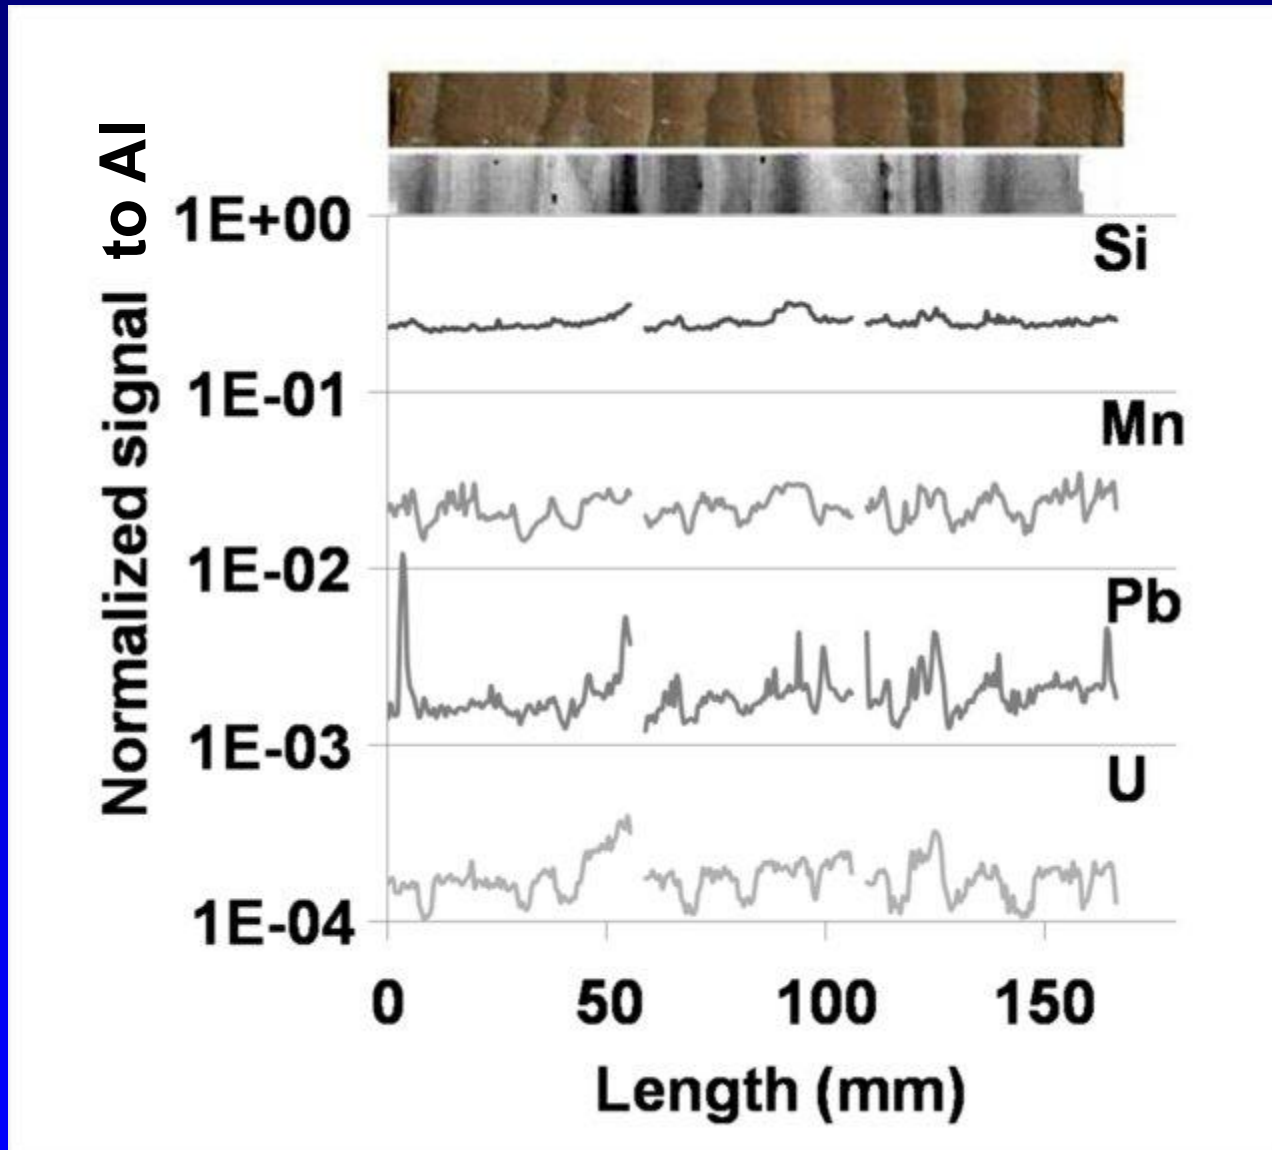 Normalized signal to Al
1E+00
Si
1E-01
Mn
1E-02
Pb
1E-03
U
1E-04
0 50 100 150
Length (mm)